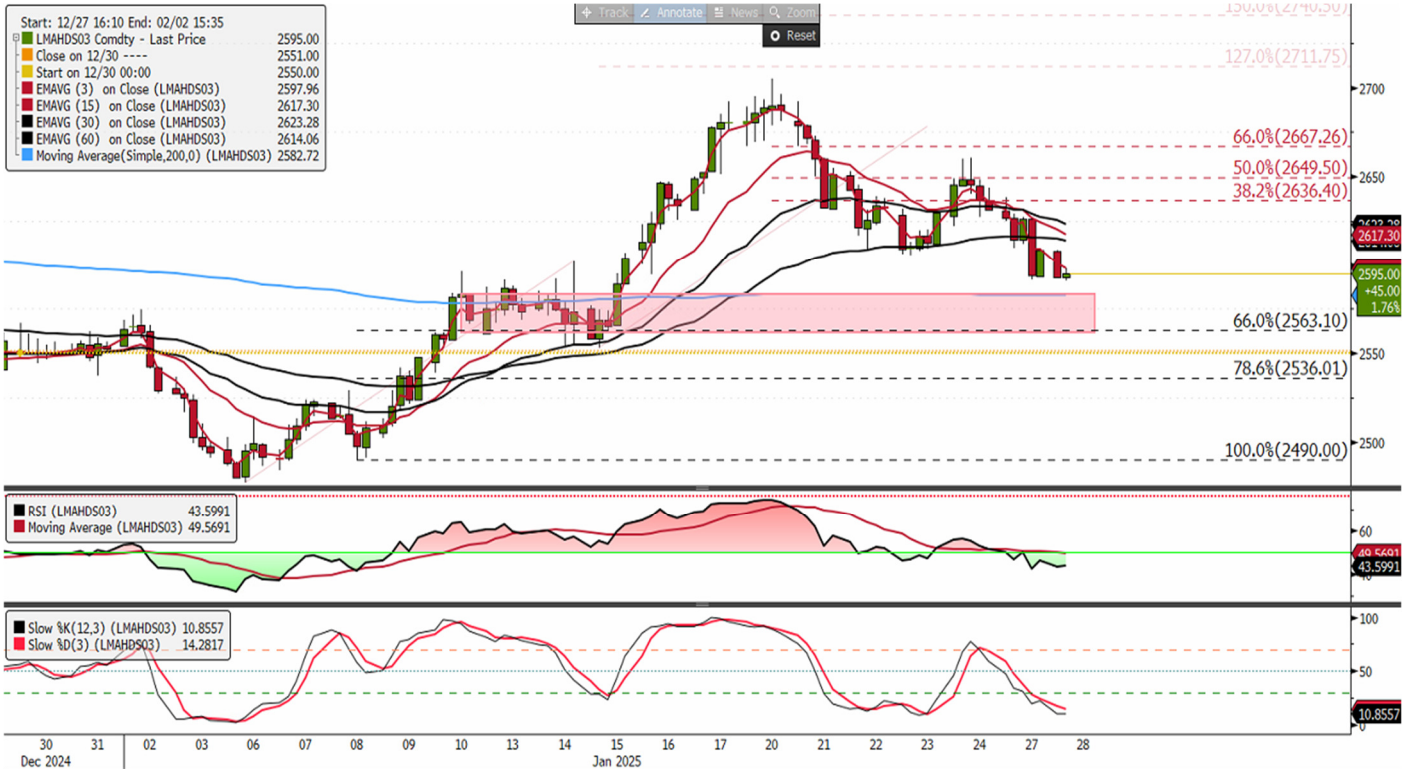 Track Annotate News Zoom
Reset
Start: 12/27 16:10 End: 02/02 15:35
LMAHDS03 Comdty - Last Price 2595.00
Close on 12/30 ---- 2551.00
Start on 12/30 00:00 2550.00
EMAVG (3) on Close (LMAHDS03) 2597.96
EMAVG (15) on Close (LMAHDS03) 2617.30
EMAVG (30) on Close (LMAHDS03) 2623.28
EMAVG (60) on Close (LMAHDS03) 2614.06
Moving Average(Simple,200,0) (LMAHDS03) 2582.72
150.0%(2740.50)
127.0%(2711.75)
2700
66.0%(2667.26)
50.0%(2649.50)
2650
38.2%(2636.40)
2623.28
2617.30
2595.00
+45.00
1.76%
66.0%(2563.10)
2550
78.6%(2536.01)
2500
100.0%(2490.00)
RSI (LMAHDS03) 43.5991
Moving Average (LMAHDS03) 49.5691
60
49.5691
43.5991
40
Slow %K(12,3) (LMAHDS03) 10.8557
Slow %D(3) (LMAHDS03) 14.2817
100
50
10.8557
0
30 31 02 03 06 07 08 09 10 13 14 15 16 17 20 21 22 23 24 27 28
Dec 2024 Jan 2025